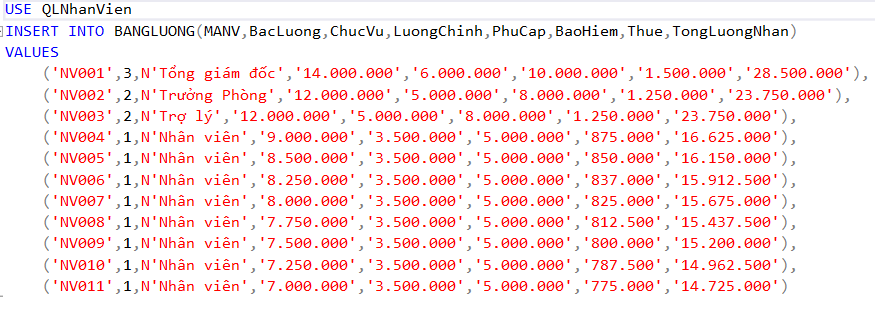 USE QLNhanVien
INSERT INTO BANGLUONG(MANV,BacLuong,ChucVu,LuongChinh,PhuCap,BaoHiem,Thue,TongLuongNhan)
VALUES
('NV001',3,N'Tổng giám đốc','14.000.000','6.000.000','10.000.000','1.500.000','28.500.000'),
('NV002',2,N'Trưởng Phòng','12.000.000','5.000.000','8.000.000','1.250.000','23.750.000'),
('NV003',2,N'Trợ lý','12.000.000','5.000.000','8.000.000','1.250.000','23.750.000'),
('NV004',1,N'Nhân viên','9.000.000','3.500.000','5.000.000','875.000','16.625.000'),
('NV005',1,N'Nhân viên','8.500.000','3.500.000','5.000.000','850.000','16.150.000'),
('NV006',1,N'Nhân viên','8.250.000','3.500.000','5.000.000','837.000','15.912.500'),
('NV007',1,N'Nhân viên','8.000.000','3.500.000','5.000.000','825.000','15.675.000'),
('NV008',1,N'Nhân viên','7.750.000','3.500.000','5.000.000','812.500','15.437.500'),
('NV009',1,N'Nhân viên','7.500.000','3.500.000','5.000.000','800.000','15.200.000'),
('NV010',1,N'Nhân viên','7.250.000','3.500.000','5.000.000','787.500','14.962.500'),
('NV011',1,N'Nhân viên','7.000.000','3.500.000','5.000.000','775.000','14.725.000')